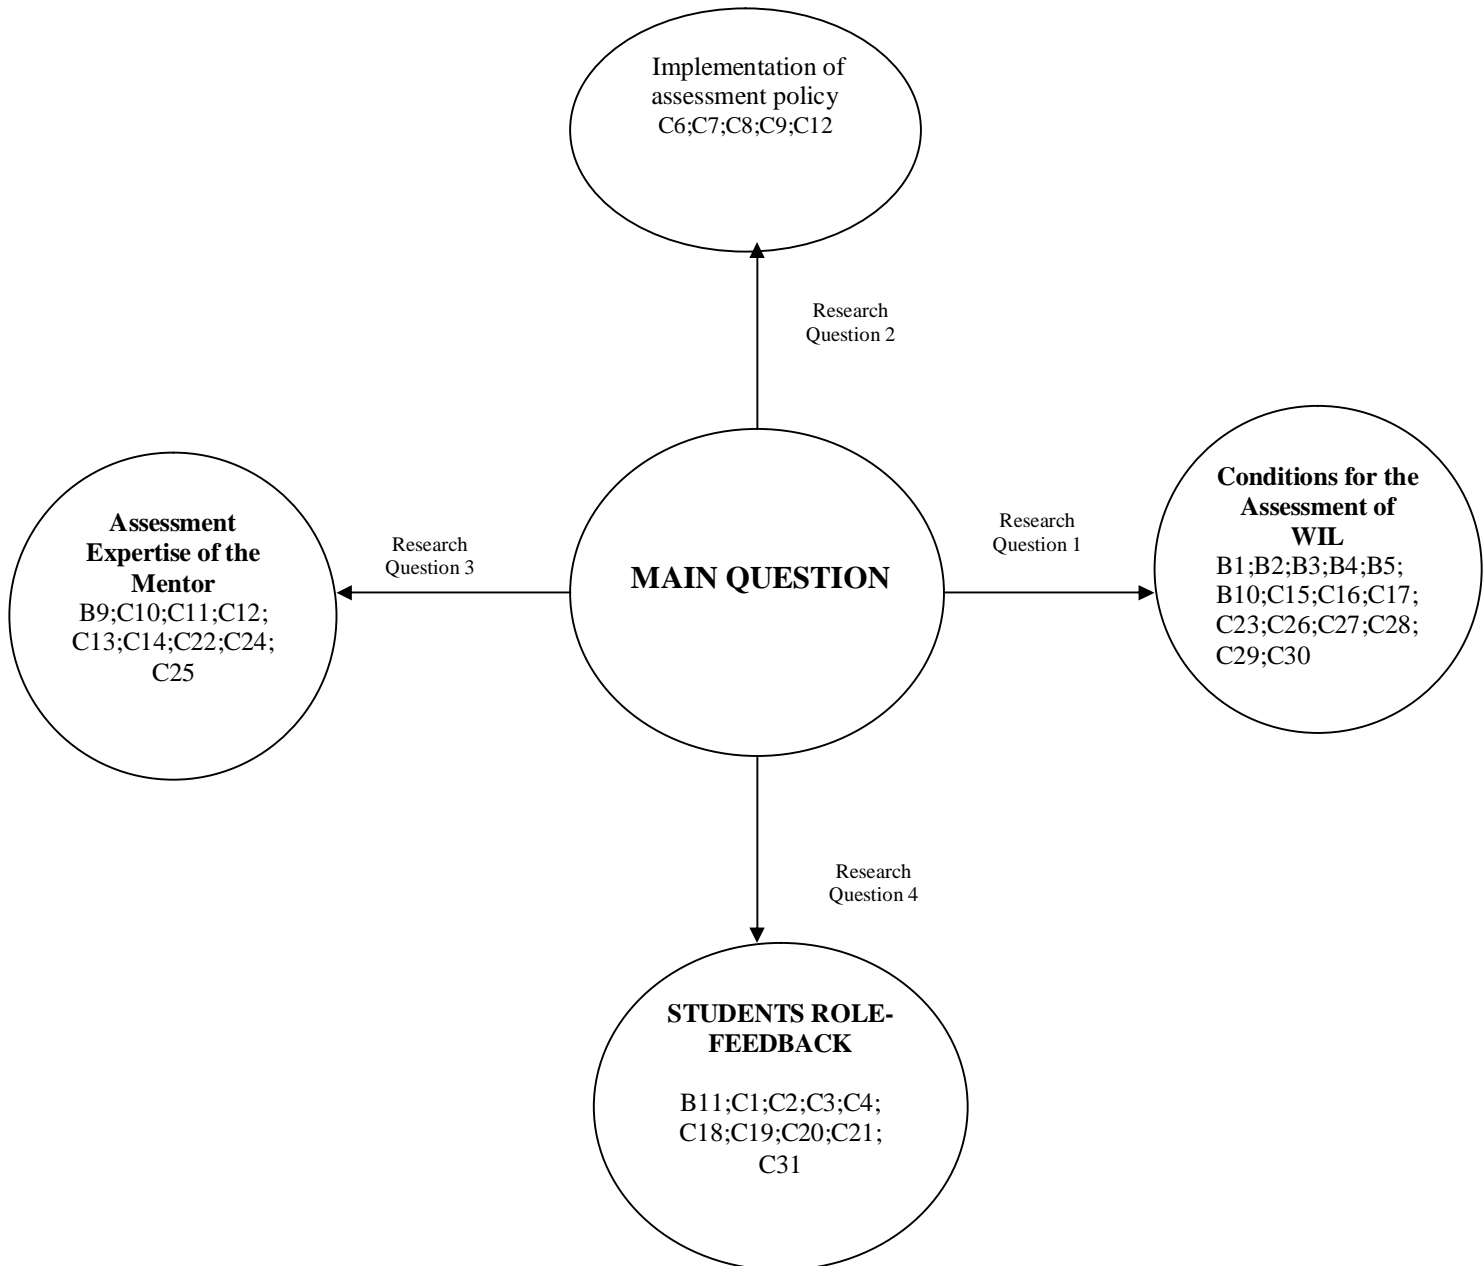 Implementation of
assessment policy
C6;C7;C8;C9;C12
Research
Question 2
Conditions for the
Assessment of
WIL
B1;B2;B3;B4;B5;
B10;C15;C16;C17;
C23;C26;C27;C28;
C29;C30
Research
Question 1
MAIN QUESTION
Research
Question 3
Assessment
Expertise of the
Mentor
B9;C10;C11;C12;
C13;C14;C22;C24;
C25
Research
Question 4
STUDENTS ROLE-
FEEDBACK
B11;C1;C2;C3;C4;
C18;C19;C20;C21;
C31